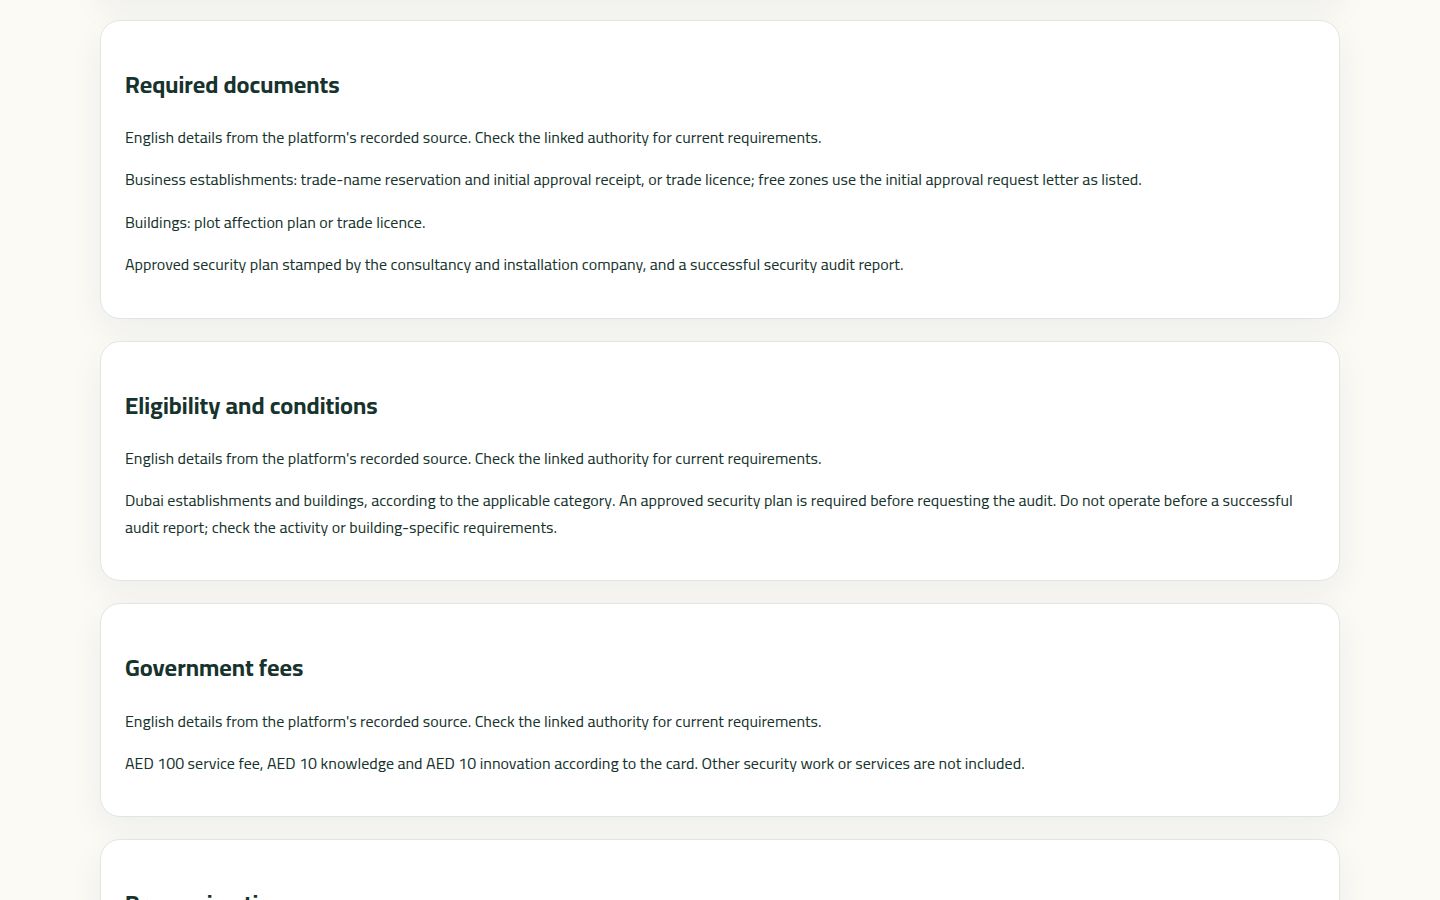 Required documents
English details from the platform's recorded source. Check the linked authority for current requirements.
Business establishments: trade-name reservation and initial approval receipt, or trade licence; free zones use the initial approval request letter as listed.
Buildings: plot affection plan or trade licence.
Approved security plan stamped by the consultancy and installation company, and a successful security audit report.
Eligibility and conditions
English details from the platform's recorded source. Check the linked authority for current requirements.
Dubai establishments and buildings, according to the applicable category. An approved security plan is required before requesting the audit. Do not operate before a successful
audit report; check the activity or building-specific requirements.
Government fees
English details from the platform's recorded source. Check the linked authority for current requirements.
AED 100 service fee, AED 10 knowledge and AED 10 innovation according to the card. Other security work or services are not included.